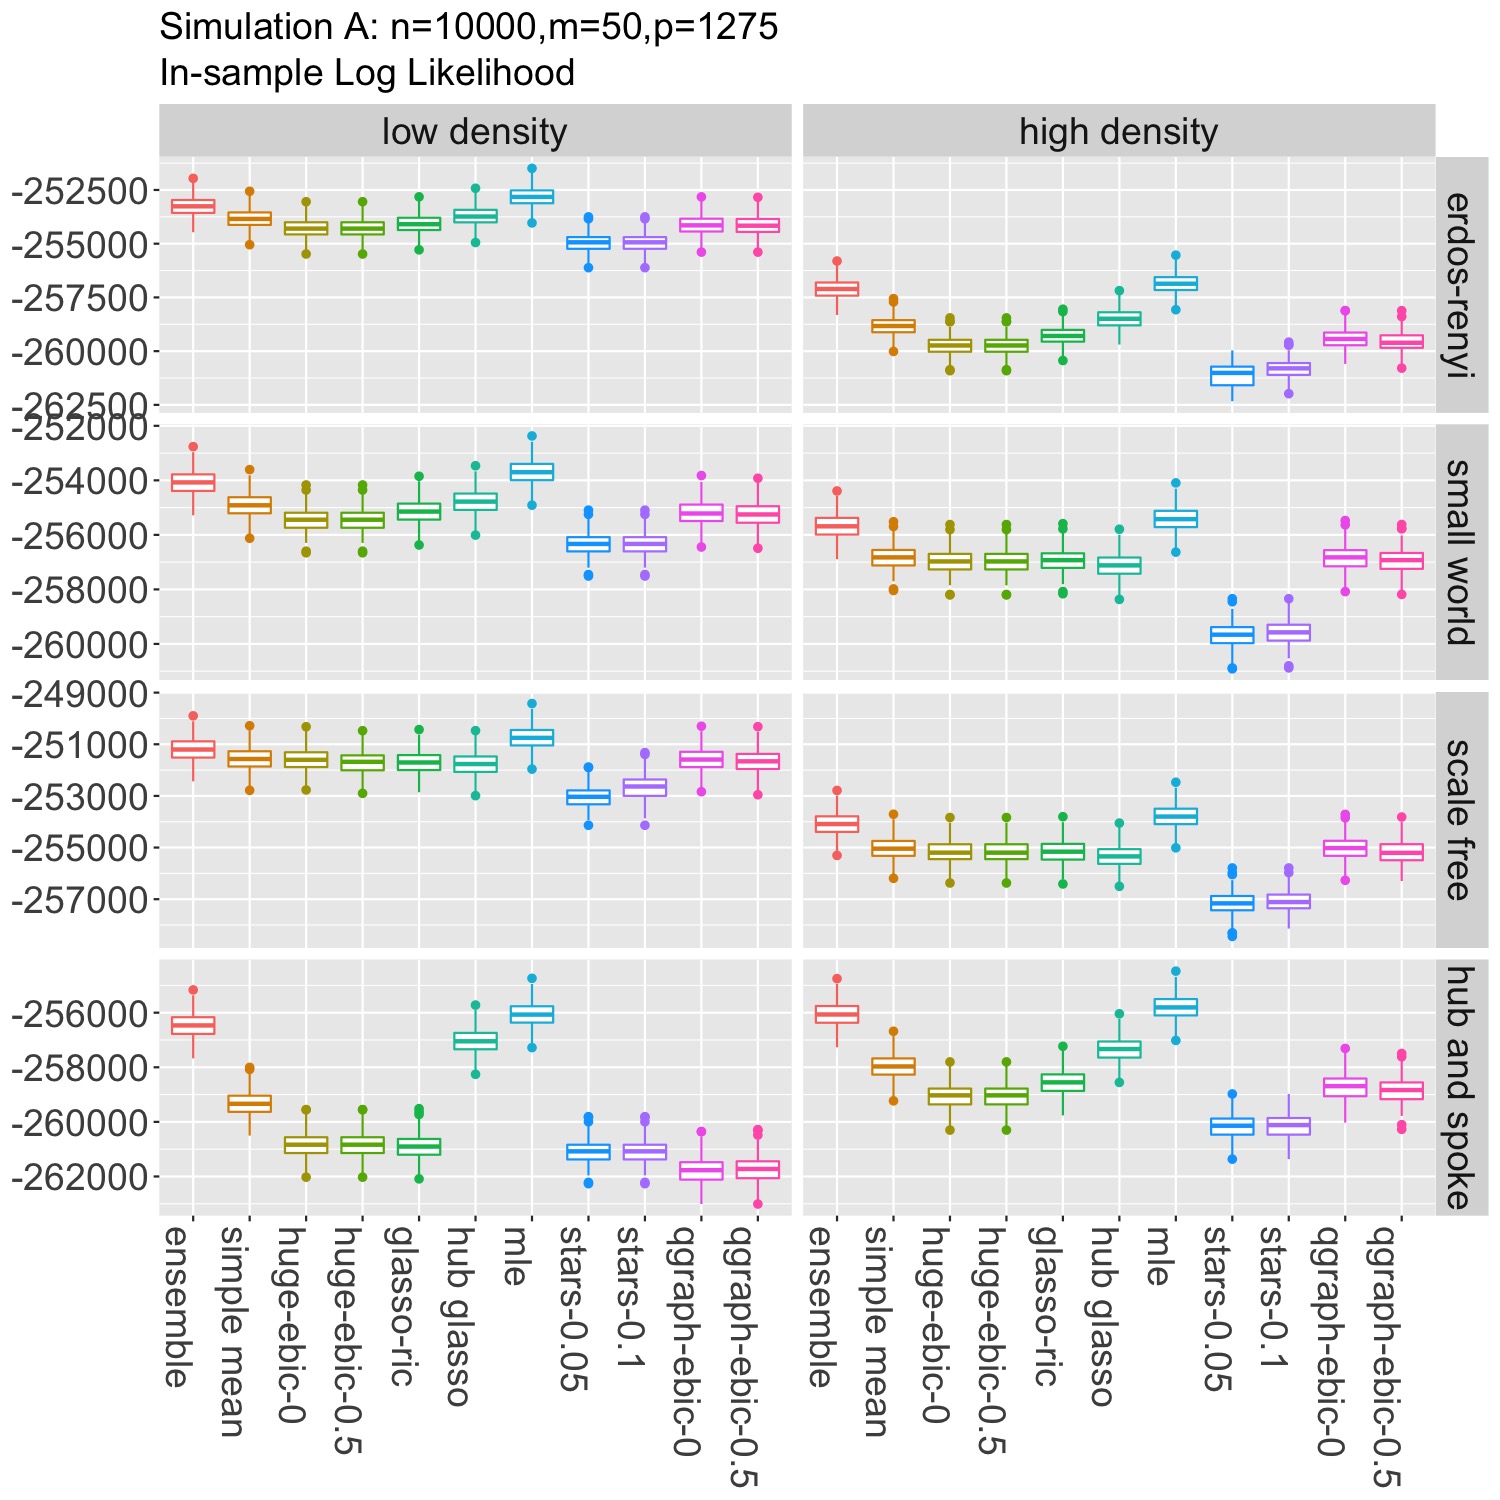 Simulation A: n=10000,m=50,p=1275
In-sample Log Likelihood
low density
high density
-252500
-255000
-257500
-260000
-262500
erdos-renyi
-252000
-254000
-256000
-258000
-260000
small world
-249000
-251000
-253000
-255000
-257000
scale free
-256000
-258000
-260000
-262000
hub and spoke
ensemble
simple mean
huge-ebic-0
huge-ebic-0.5
glasso-ric
hub glasso
mle
stars-0.05
stars-0.1
qgraph-ebic-0
qgraph-ebic-0.5
ensemble
simple mean
huge-ebic-0
huge-ebic-0.5
glasso-ric
hub glasso
mle
stars-0.05
stars-0.1
qgraph-ebic-0
qgraph-ebic-0.5